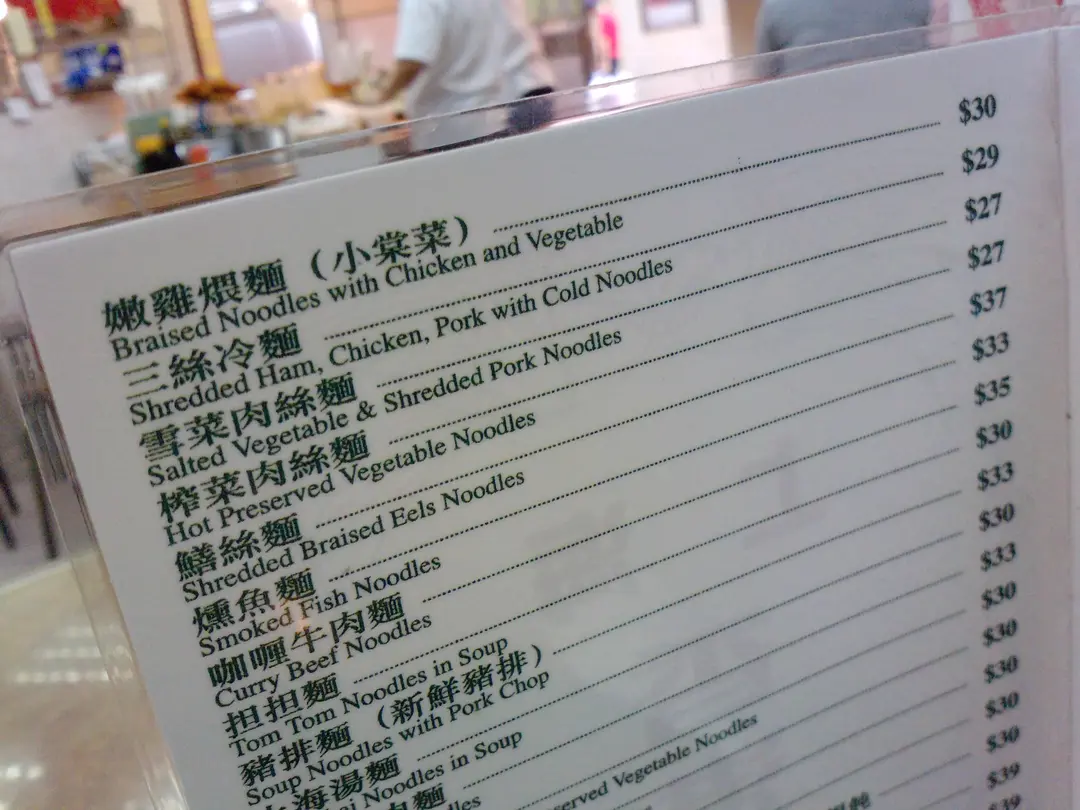 嫩雞煨麵（小棠菜） $30
Braised Noodles with Chicken and Vegetable
三絲冷麵 $29
Shredded Ham, Chicken, Pork with Cold Noodles
雪菜肉絲麵 $27
Salted Vegetable & Shredded Pork Noodles
榨菜肉絲麵 $27
Hot Preserved Vegetable Noodles
鱔絲麵 $37
Shredded Braised Eels Noodles
燻魚麵 $33
Smoked Fish Noodles
咖喱牛肉麵 $35
Curry Beef Noodles
担担麵 $30
Tom Tom Noodles in Soup
豬排麵（新鮮豬排） $33
Soup Noodles with Pork Chop
海湯麵 $30
Noodles in Soup
肉麵 $33
$30
Vegetable Noodles
$30
$30
$30
$30
$39